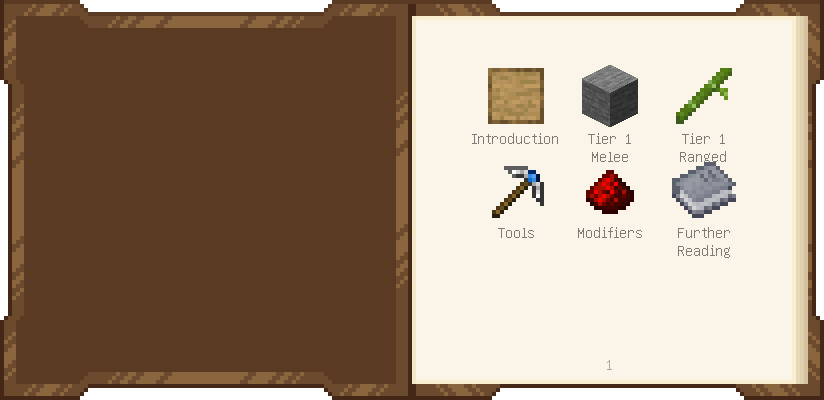 Introduction
Tier 1
Melee
Tier 1
Ranged
Tools
Modifiers
Further
Reading
1